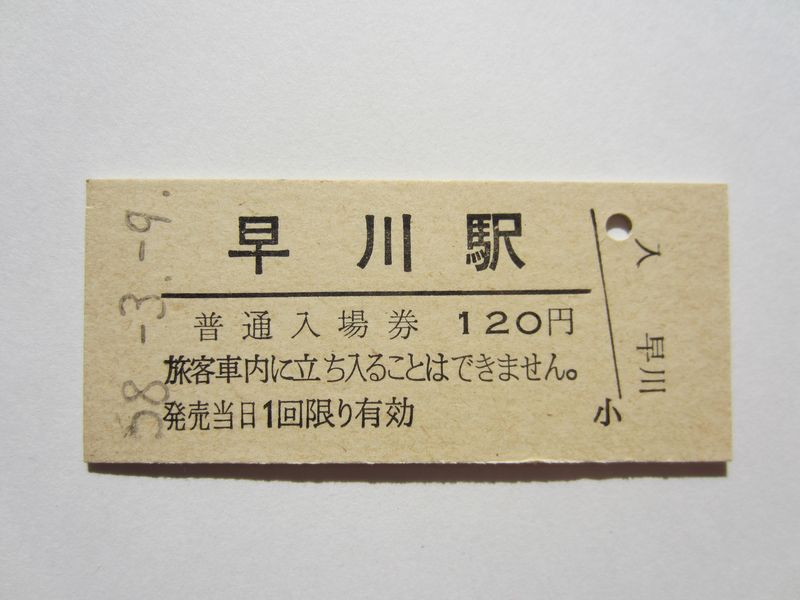 58.-3.-9.
早川駅
普通入場券 120円
旅客車内に立ち入ることはできません。
発売当日1回限り有効
小
入 早川